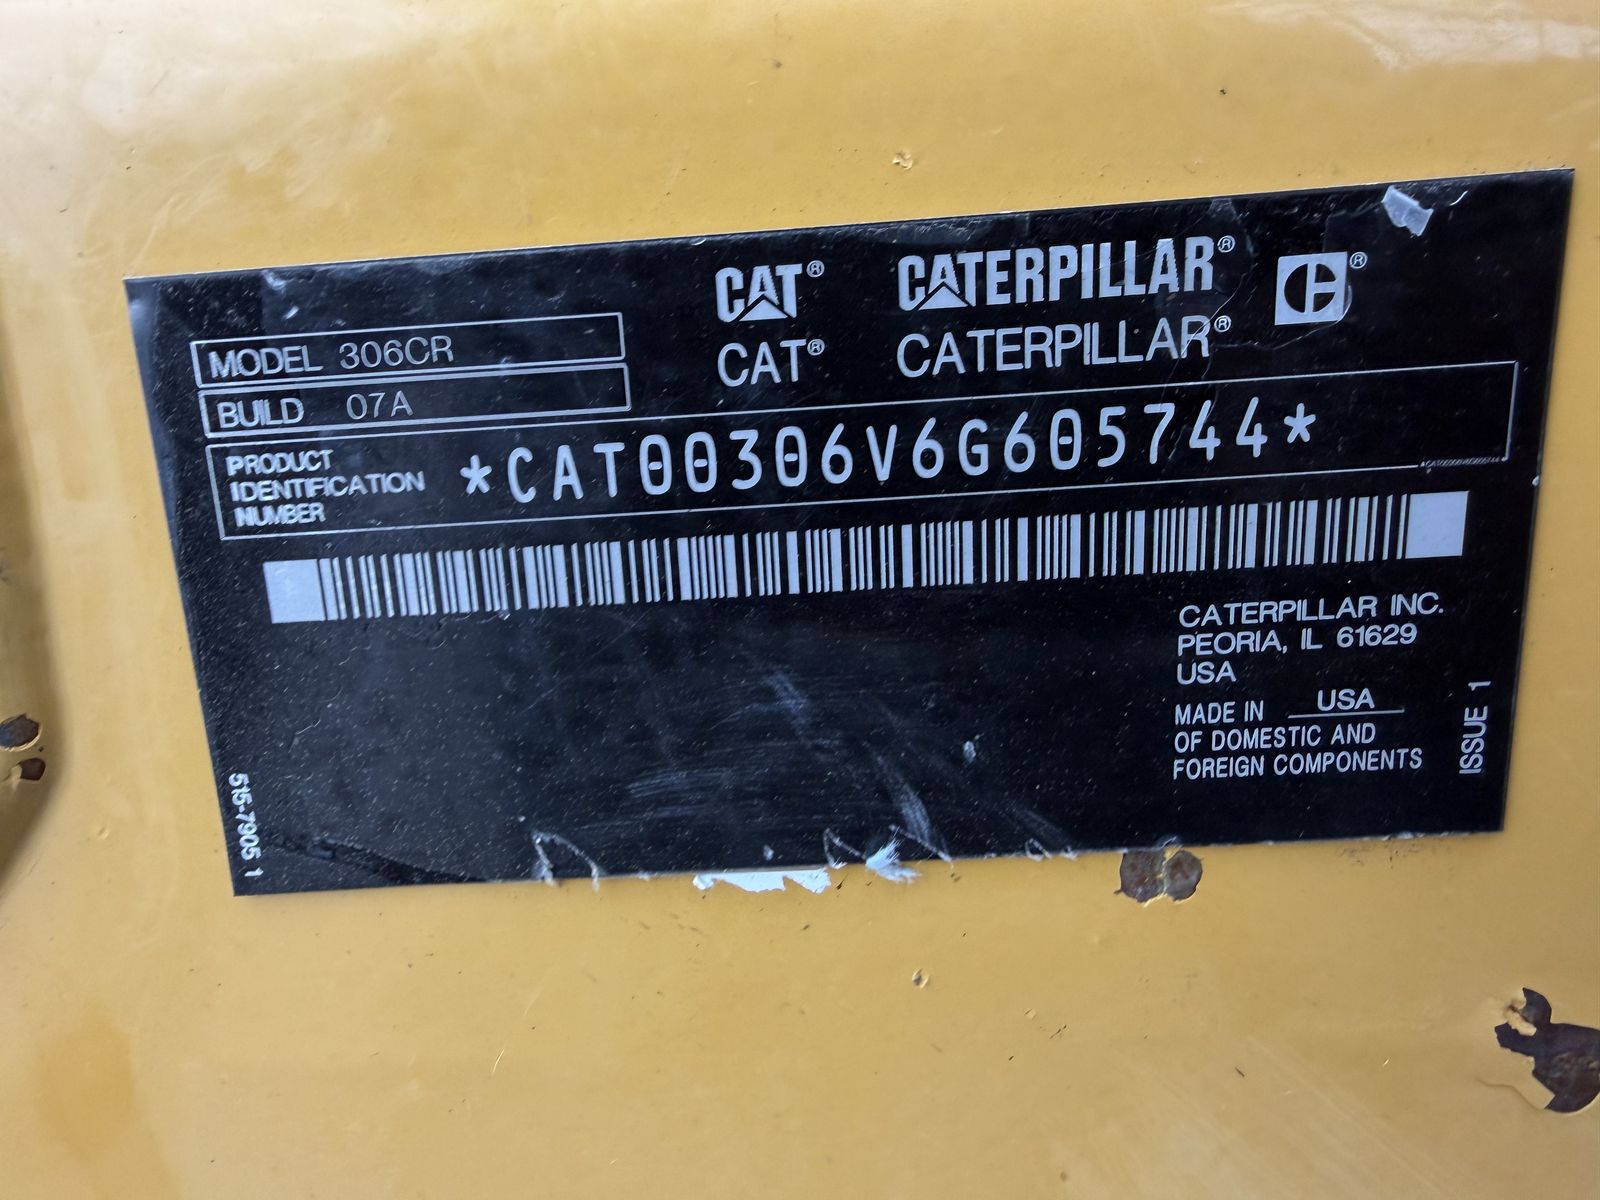 CAT® CATERPILLAR®
CAT® CATERPILLAR®
MODEL 306CR
BUILD 07A
PRODUCT IDENTIFICATION NUMBER
*CAT00306V6G605744*
CATERPILLAR INC.
PEORIA, IL 61629
USA
MADE IN USA
OF DOMESTIC AND
FOREIGN COMPONENTS
ISSUE 1
515-7905 1